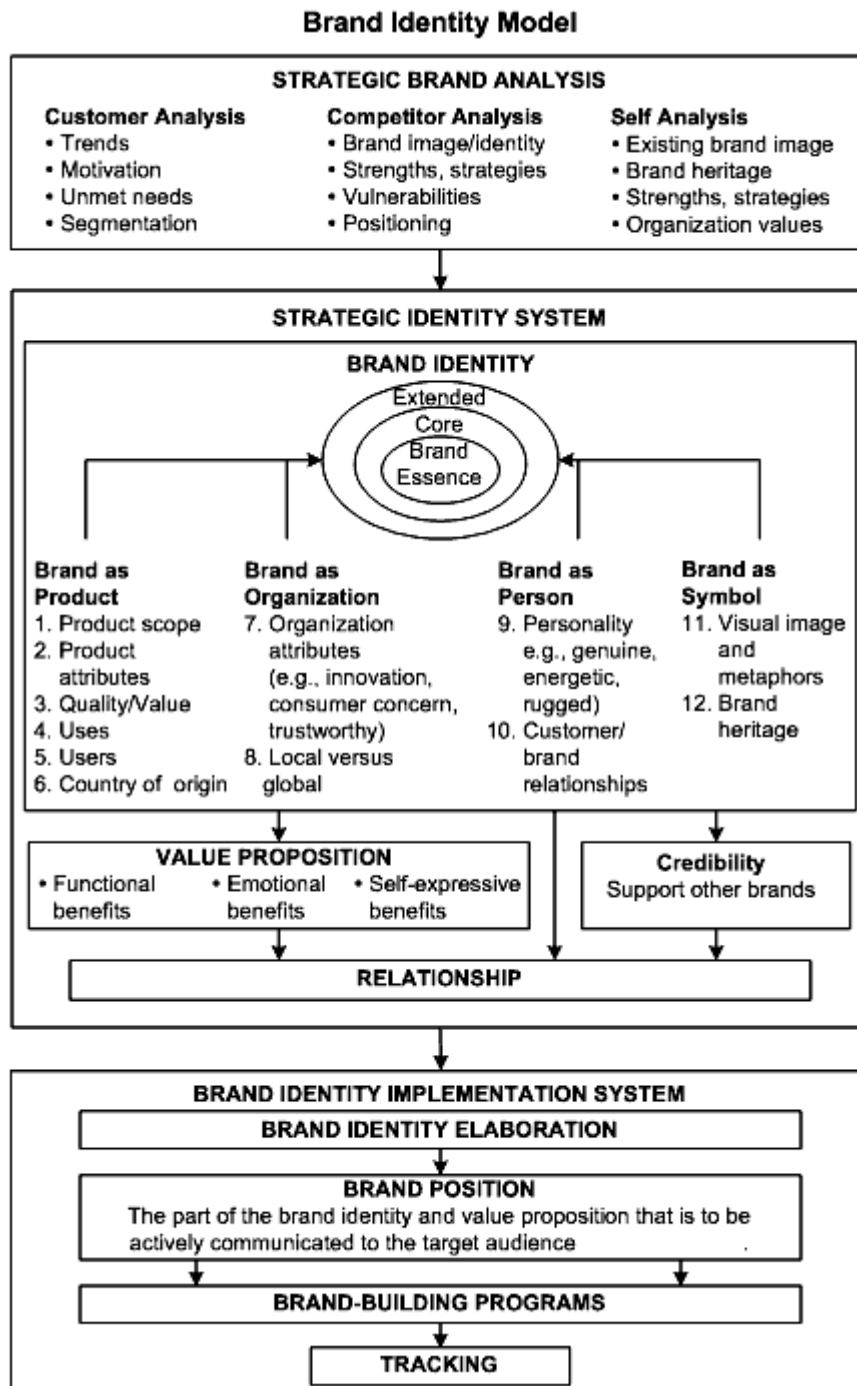 Brand Identity Model
STRATEGIC BRAND ANALYSIS
Customer Analysis
• Trends
• Motivation
• Unmet needs
• Segmentation
Competitor Analysis
• Brand image/identity
• Strengths, strategies
• Vulnerabilities
• Positioning
Self Analysis
• Existing brand image
• Brand heritage
• Strengths, strategies
• Organization values
STRATEGIC IDENTITY SYSTEM
BRAND IDENTITY
Extended
Core
Brand
Essence
Brand as
Product
1. Product scope
2. Product
attributes
3. Quality/Value
4. Uses
5. Users
6. Country of origin
Brand as
Organization
7. Organization
attributes
(e.g., innovation,
consumer concern,
trustworthy)
8. Local versus
global
Brand as
Person
9. Personality
e.g., genuine,
energetic,
rugged)
10. Customer/
brand
relationships
Brand as
Symbol
11. Visual image
and
metaphors
12. Brand
heritage
VALUE PROPOSITION
• Functional
benefits
• Emotional
benefits
• Self-expressive
benefits
Credibility
Support other brands
RELATIONSHIP
BRAND IDENTITY IMPLEMENTATION SYSTEM
BRAND IDENTITY ELABORATION
BRAND POSITION
The part of the brand identity and value proposition that is to be
actively communicated to the target audience .
BRAND-BUILDING PROGRAMS
TRACKING